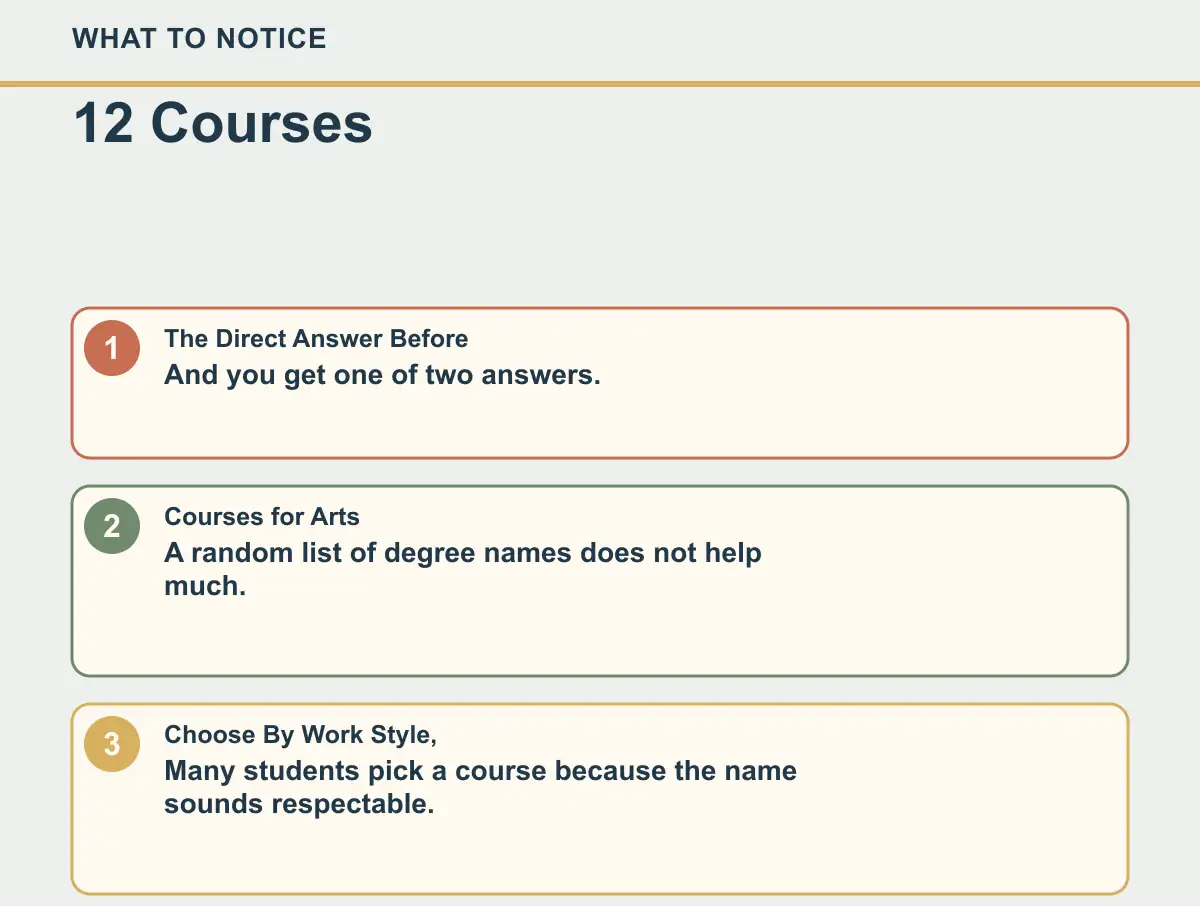 WHAT TO NOTICE
12 Courses
1
The Direct Answer Before
And you get one of two answers.
2
Courses for Arts
A random list of degree names does not help
much.
3
Choose By Work Style,
Many students pick a course because the name
sounds respectable.